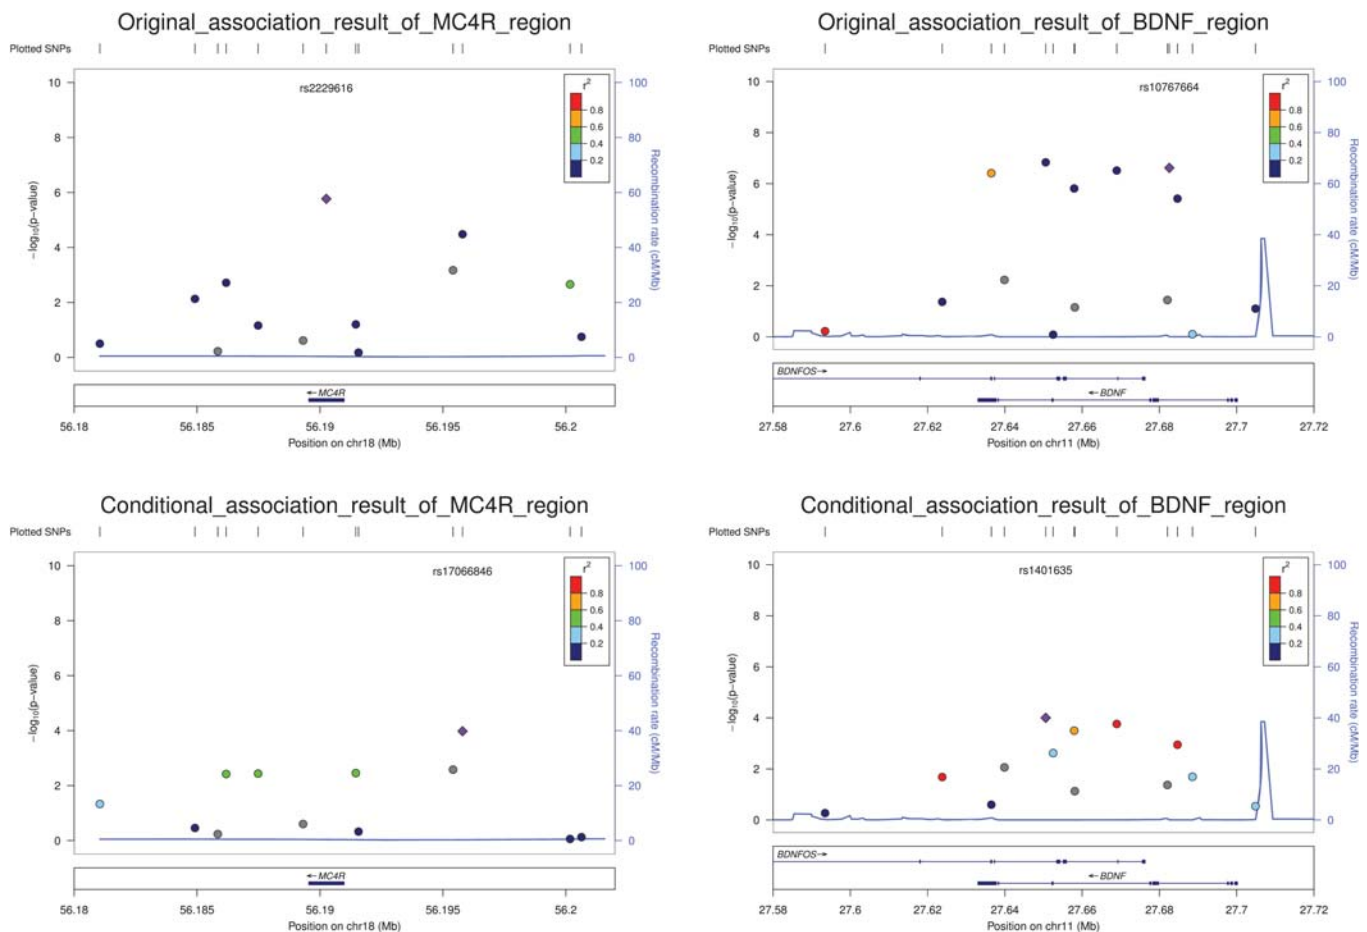 Original_association_result_of_MC4R_region
Plotted SNPs
rs2229616
r²
0.8
0.6
0.4
0.2
10
8
6
4
2
0
−log10(p−value)
100
80
60
40
20
0
Recombination rate (cM/Mb)
←MC4R
56.18 56.185 56.19 56.195 56.2
Position on chr18 (Mb)
Original_association_result_of_BDNF_region
Plotted SNPs
rs10767664
r²
0.8
0.6
0.4
0.2
10
8
6
4
2
0
−log10(p−value)
100
80
60
40
20
0
Recombination rate (cM/Mb)
BDNFOS→
←BDNF
27.58 27.6 27.62 27.64 27.66 27.68 27.7 27.72
Position on chr11 (Mb)
Conditional_association_result_of_MC4R_region
Plotted SNPs
rs17066846
r²
0.8
0.6
0.4
0.2
10
8
6
4
2
0
−log10(p−value)
100
80
60
40
20
0
Recombination rate (cM/Mb)
←MC4R
56.18 56.185 56.19 56.195 56.2
Position on chr18 (Mb)
Conditional_association_result_of_BDNF_region
Plotted SNPs
rs1401635
r²
0.8
0.6
0.4
0.2
10
8
6
4
2
0
−log10(p−value)
100
80
60
40
20
0
Recombination rate (cM/Mb)
BDNFOS→
←BDNF
27.58 27.6 27.62 27.64 27.66 27.68 27.7 27.72
Position on chr11 (Mb)